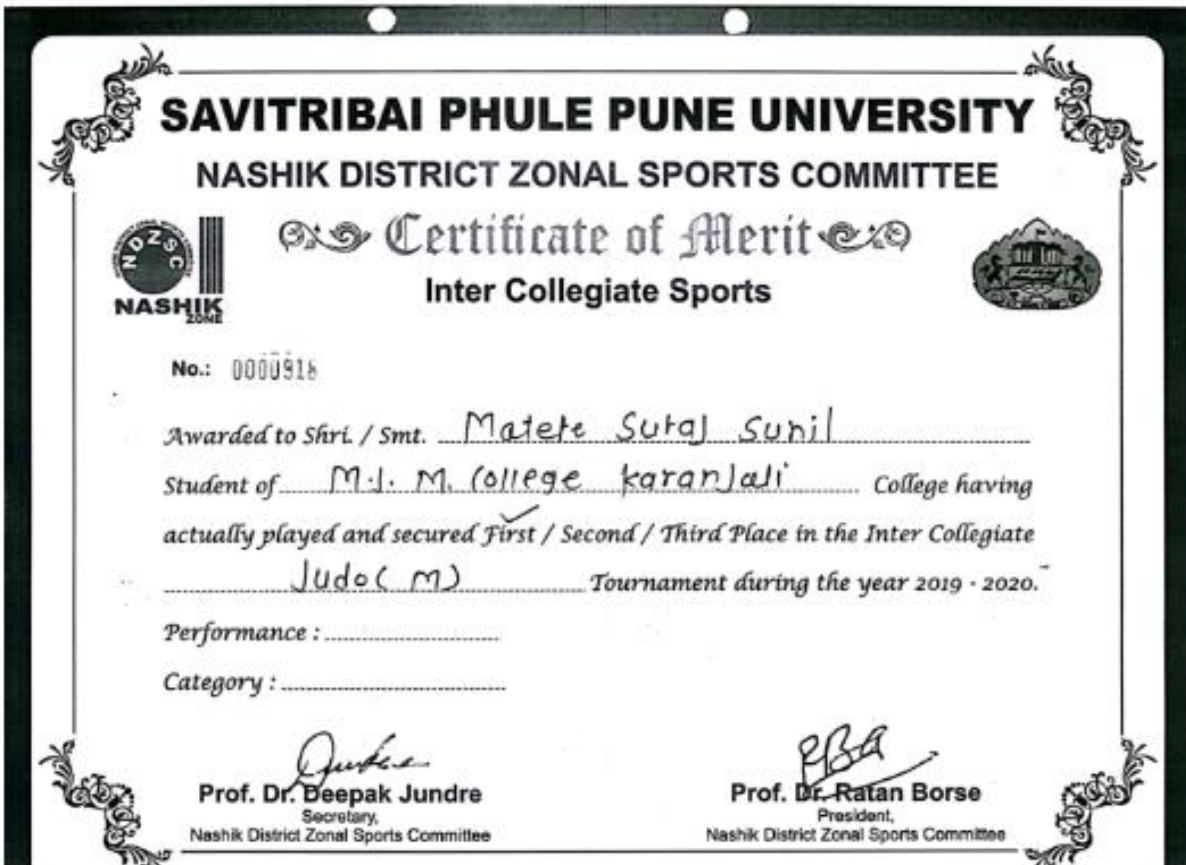 SAVITRIBAI PHULE PUNE UNIVERSITY
NASHIK DISTRICT ZONAL SPORTS COMMITTEE
Certificate of Merit
NDZSC
NASHIK
ZONE
Inter Collegiate Sports
No.: 0000918
Awarded to Shri. / Smt. Matere Suraj Sunil
Student of M.J. M. College karanjali College having
actually played and secured First / Second / Third Place in the Inter Collegiate
Judo ( M ) Tournament during the year 2019 - 2020.
Performance :
Category :
Prof. Dr. Deepak Jundre
Secretary,
Nashik District Zonal Sports Committee
Prof. Dr. Ratan Borse
President,
Nashik District Zonal Sports Committee